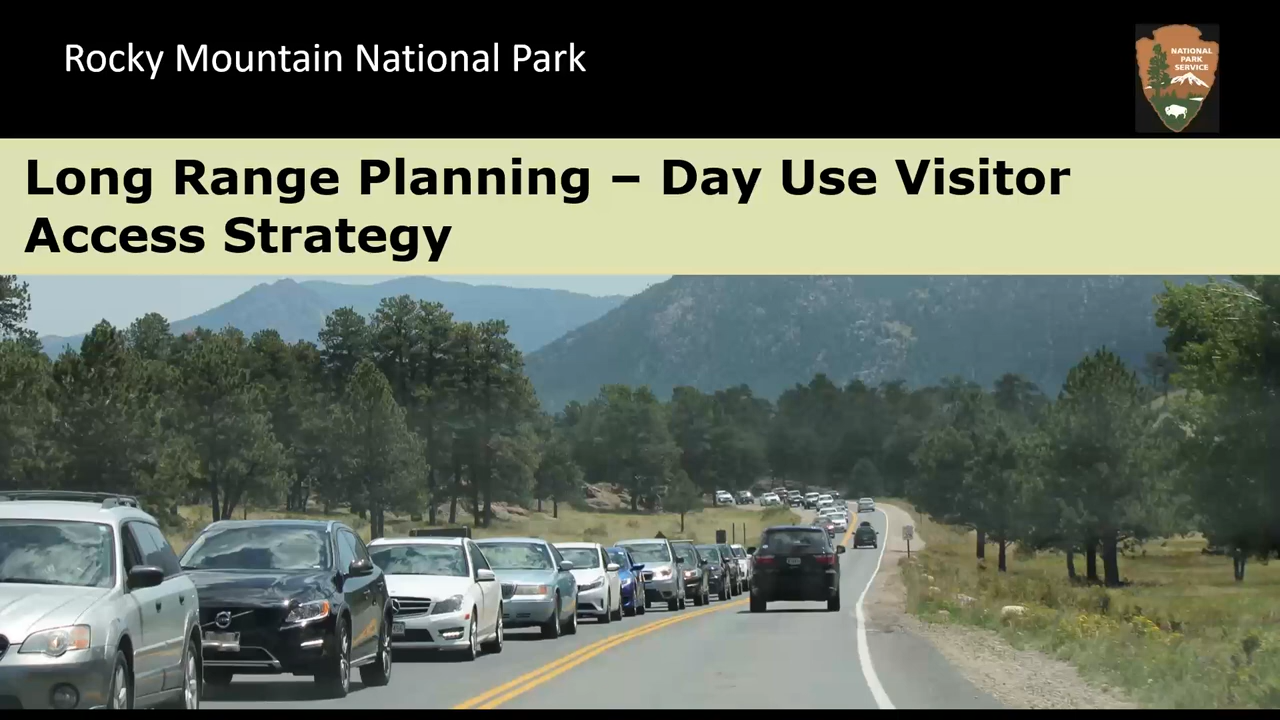 Rocky Mountain National Park
NATIONAL
PARK
SERVICE
Long Range Planning – Day Use Visitor
Access Strategy